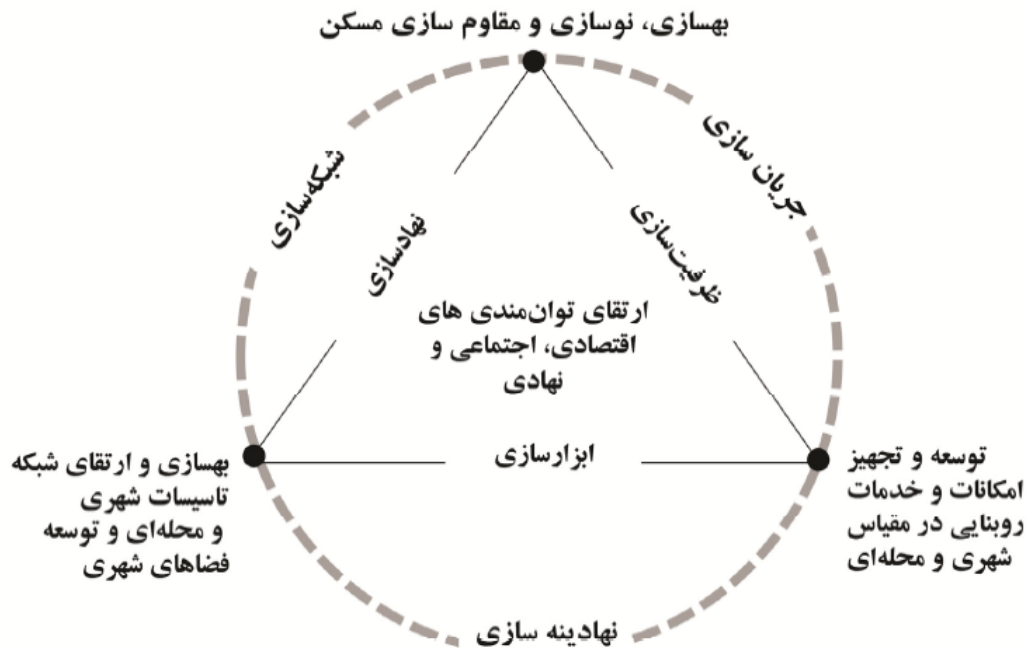 بهسازی، نوسازی و مقاوم سازی مسکن
جریان سازی
شبکه‌سازی
ظرفیت‌سازی
نهادسازی
ارتقای توان‌مندی های
اقتصادی، اجتماعی و
نهادی
ابزارسازی
توسعه و تجهیز
امکانات و خدمات
روبنایی در مقیاس
شهری و محله‌ای
بهسازی و ارتقای شبکه
تاسیسات شهری
و محله‌ای و توسعه
فضاهای شهری
نهادینه سازی